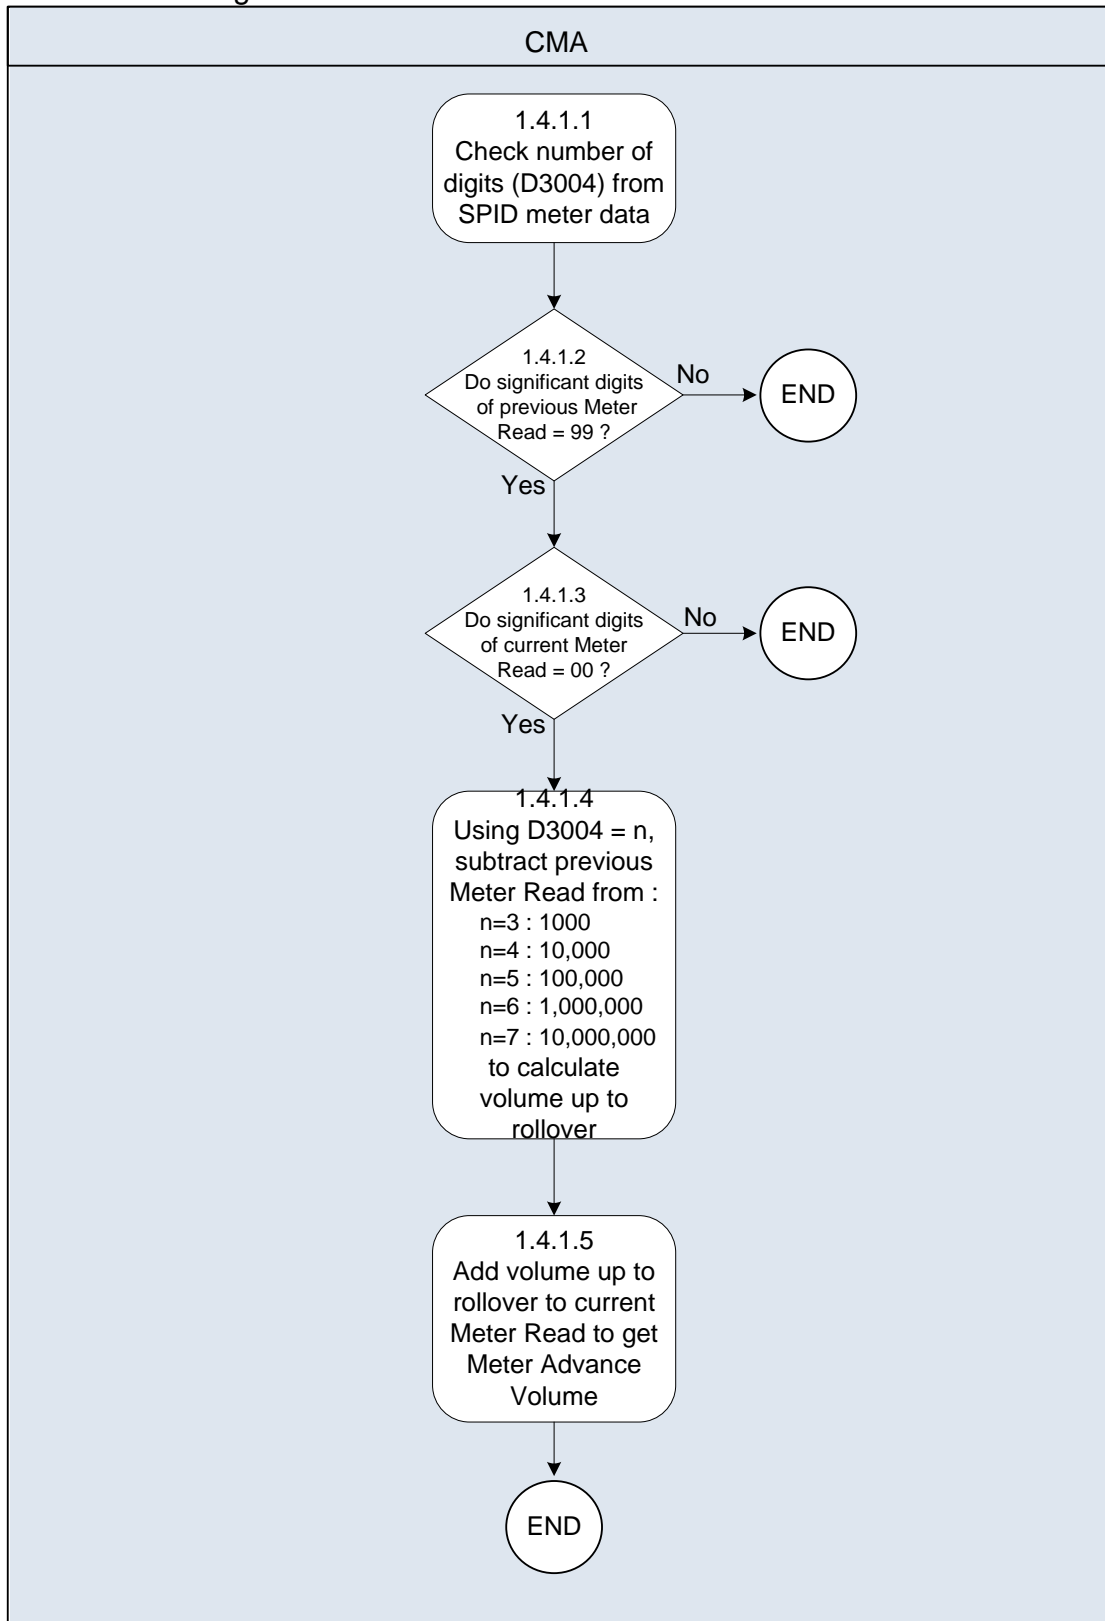 CMA
1.4.1.1
Check number of
digits (D3004) from
SPID meter data
1.4.1.2
Do significant digits
of previous Meter
Read = 99 ?
No
END
Yes
1.4.1.3
Do significant digits
of current Meter
Read = 00 ?
No
END
Yes
1.4.1.4
Using D3004 = n,
subtract previous
Meter Read from :
n=3 : 1000
n=4 : 10,000
n=5 : 100,000
n=6 : 1,000,000
n=7 : 10,000,000
to calculate
volume up to
rollover
1.4.1.5
Add volume up to
rollover to current
Meter Read to get
Meter Advance
Volume
END